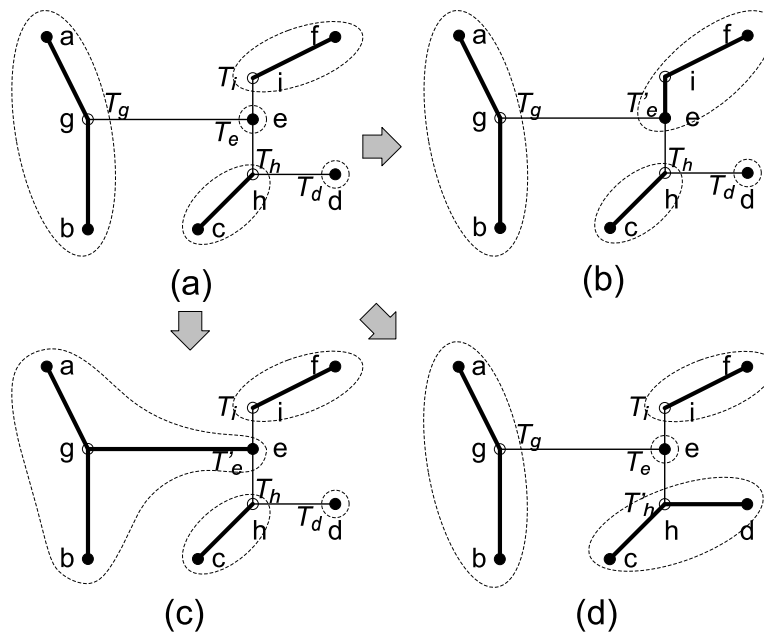 a
f
T_i
i
T_g
g
T_e
e
T_h
T_d
d
h
b
c
(a)
a
f
i
T'_e
T_g
g
e
T_h
T_d
d
h
b
c
(b)
a
f
T_i
i
g
T'_e
e
T_h
T_d
d
h
b
c
(c)
a
f
T_i
i
T_g
g
T_e
e
T'_h
h
d
b
c
(d)